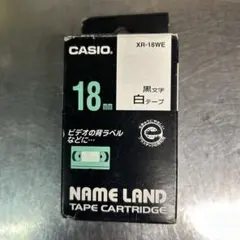 CASIO
XR-18WE
18mm
黒文字
白テープ
ビデオの背ラベル
などに…
NAME LAND
TAPE CARTRIDGE